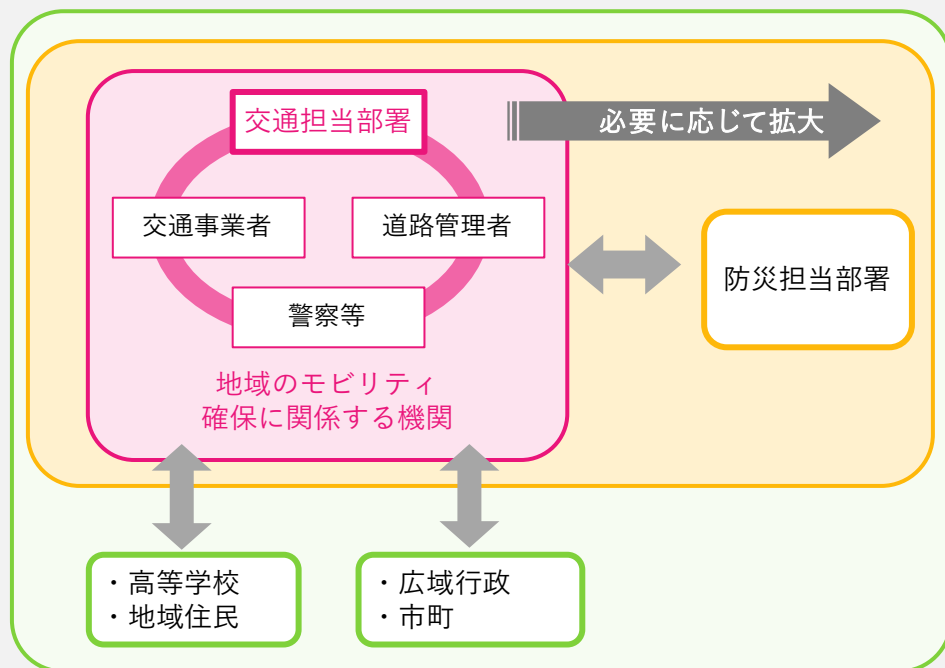 交通担当部署
必要に応じて拡大
交通事業者
道路管理者
防災担当部署
警察等
地域のモビリティ
確保に関係する機関
・高等学校
・地域住民
・広域行政
・市町